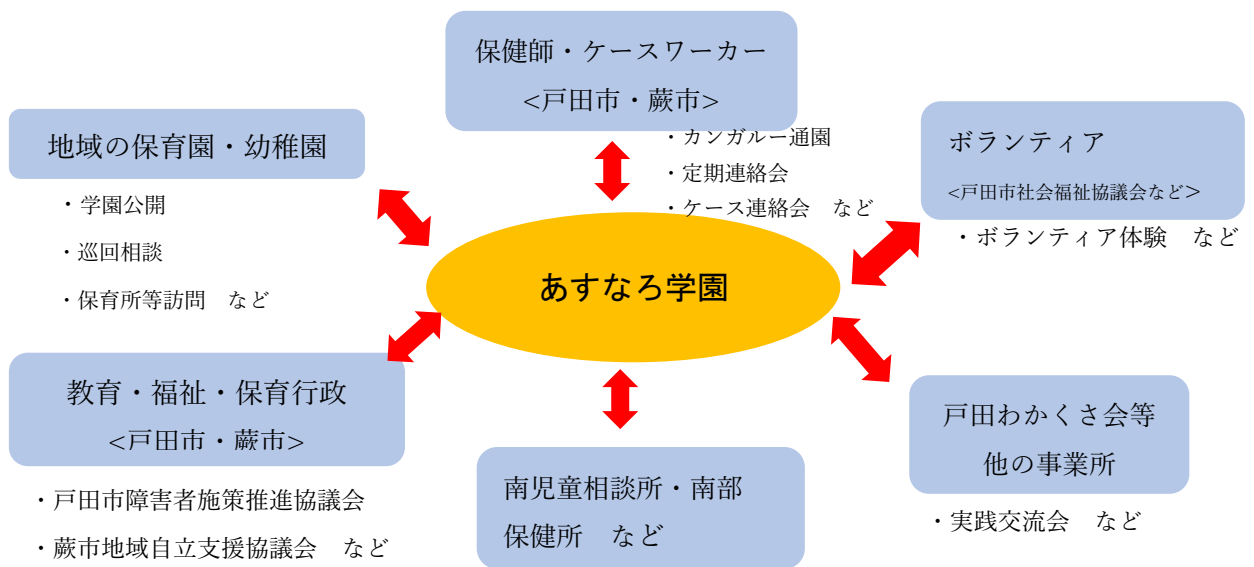 保健師・ケースワーカー
<戸田市・蕨市>
・カンガルー通園
・定期連絡会
・ケース連絡会　など
地域の保育園・幼稚園
・学園公開
・巡回相談
・保育所等訪問　など
ボランティア
<戸田市社会福祉協議会など>
・ボランティア体験　など
あすなろ学園
教育・福祉・保育行政
<戸田市・蕨市>
・戸田市障害者施策推進協議会
・蕨市地域自立支援協議会　など
南児童相談所・南部
保健所　など
戸田わかくさ会等
他の事業所
・実践交流会　など